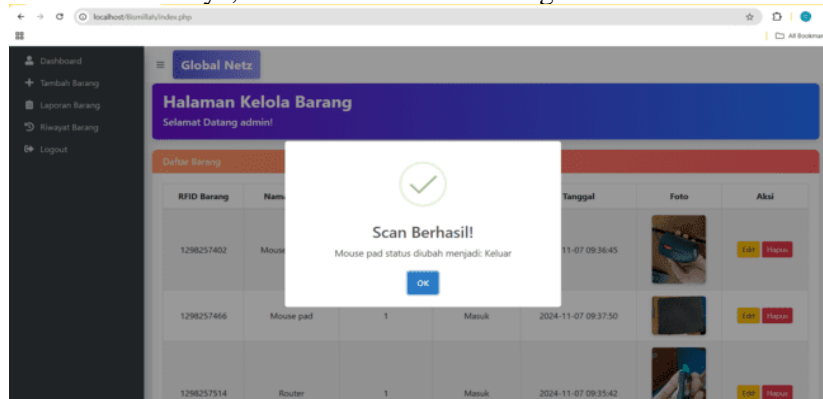 localhost/Bismillah/index.php
All Bookmar
Dashboard
Tambah Barang
Laporan Barang
Riwayat Barang
Logout
Global Netz
Halaman Kelola Barang
Selamat Datang admin!
Daftar Barang
RFID Barang Nam Tanggal Foto Aksi
1298257402 Mouse 11-07 09:36:45 Edit Hapus
Scan Berhasil!
Mouse pad status diubah menjadi: Keluar
OK
1298257466 Mouse pad 1 Masuk 2024-11-07 09:37:50 Edit Hapus
1298257514 Router 1 Masuk 2024-11-07 09:35:42 Edit Hapus